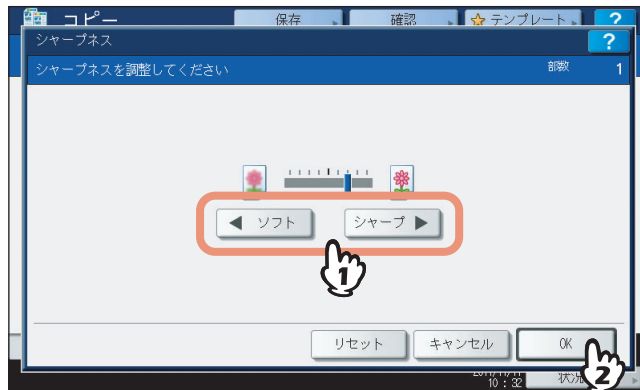 コピー 保存 確認 テンプレート ?
シャープネス ?
シャープネスを調整してください 部数 1
ソフト シャープ
1
リセット キャンセル OK
2
10 : 32 状況